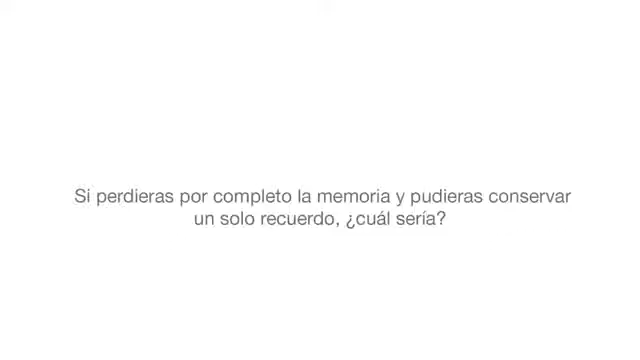 Si perdieras por completo la memoria y pudieras conservar
un solo recuerdo, ¿cuál sería?